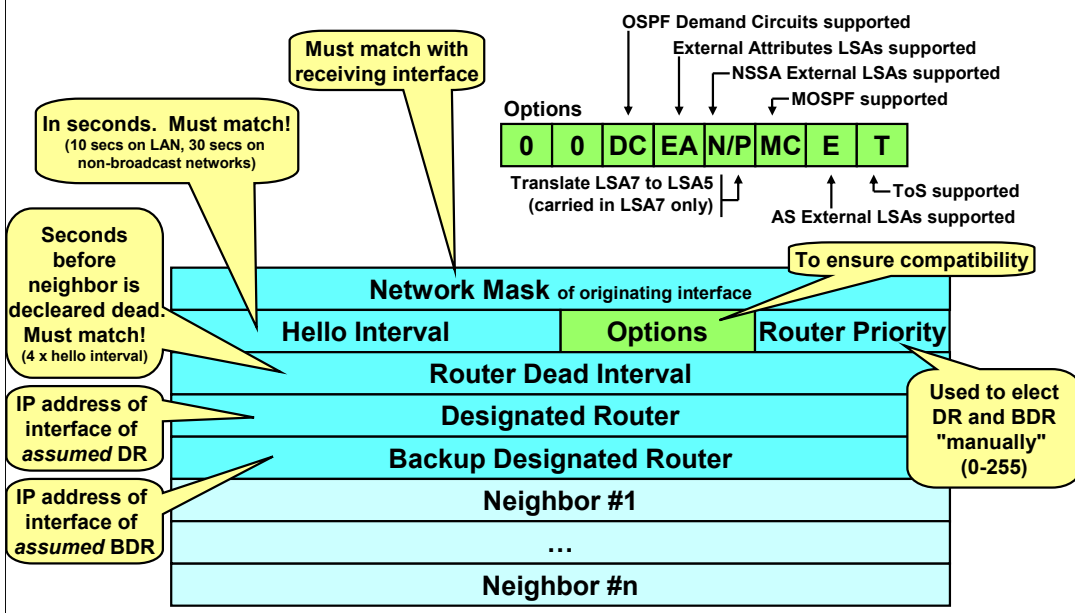 OSPF Demand Circuits supported
External Attributes LSAs supported
NSSA External LSAs supported
MOSPF supported
Options
0 0 DC EA N/P MC E T
Translate LSA7 to LSA5
(carried in LSA7 only)
ToS supported
AS External LSAs supported
Must match with
receiving interface
In seconds. Must match!
(10 secs on LAN, 30 secs on
non-broadcast networks)
Seconds
before
neighbor is
decleared dead.
Must match!
(4 x hello interval)
To ensure compatibility
Network Mask of originating interface
Hello Interval Options Router Priority
Router Dead Interval
IP address of
interface of
assumed DR
Designated Router
Used to elect
DR and BDR
"manually"
(0-255)
Backup Designated Router
IP address of
interface of
assumed BDR
Neighbor #1
…
Neighbor #n